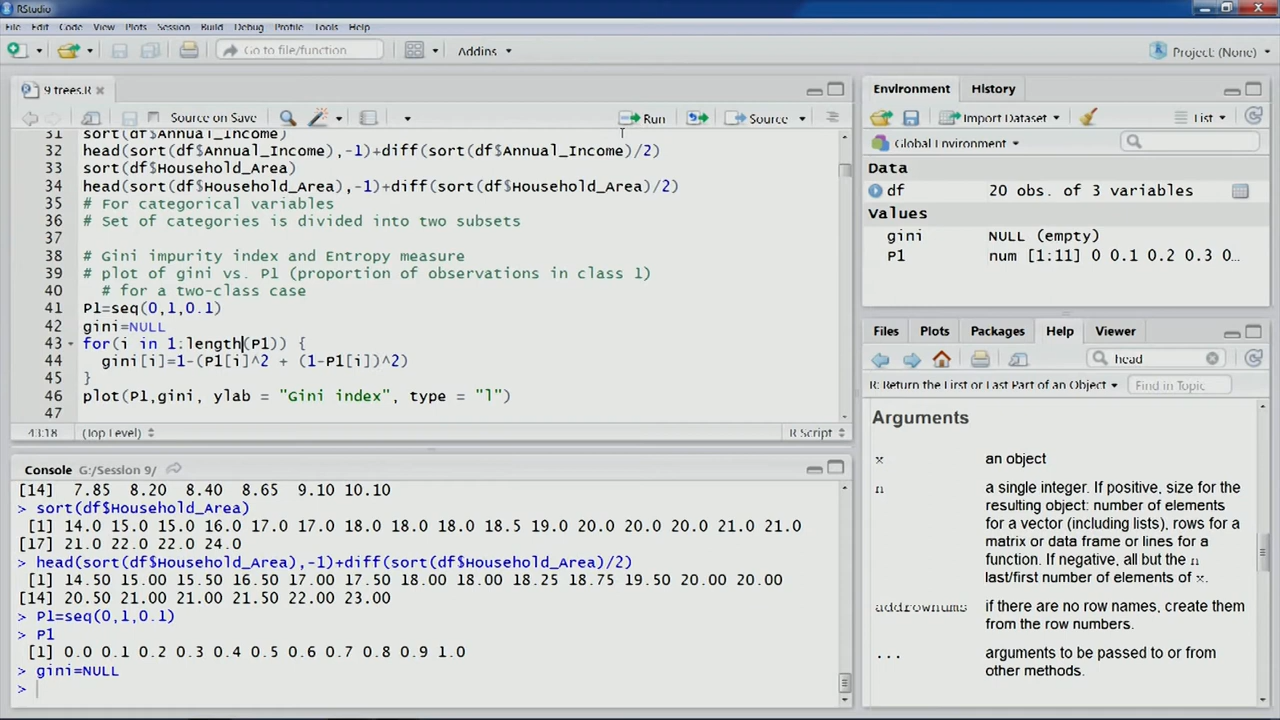 RStudio
File Edit Code View Plots Session Build Debug Profile Tools Help
Go to file/function
Addins
Project: (None)
9 trees.R
Source on Save
Run
Source
31 sort(df$Annual_Income)
32 head(sort(df$Annual_Income),-1)+diff(sort(df$Annual_Income)/2)
33 sort(df$Household_Area)
34 head(sort(df$Household_Area),-1)+diff(sort(df$Household_Area)/2)
35 # For categorical variables
36 # Set of categories is divided into two subsets
37
38 # Gini impurity index and Entropy measure
39 # plot of gini vs. P1 (proportion of observations in class 1)
40 # for a two-class case
41 P1=seq(0,1,0.1)
42 gini=NULL
43 for(i in 1:length(P1)) {
44 gini[i]=1-(P1[i]^2 + (1-P1[i])^2)
45 }
46 plot(P1,gini, ylab = "Gini index", type = "l")
47
43:18 (Top Level) R Script
Console G:/Session 9/
[14] 7.85 8.20 8.40 8.65 9.10 10.10
> sort(df$Household_Area)
[1] 14.0 15.0 15.0 16.0 17.0 17.0 18.0 18.0 18.0 18.5 19.0 20.0 20.0 20.0 21.0 21.0
[17] 21.0 22.0 22.0 24.0
> head(sort(df$Household_Area),-1)+diff(sort(df$Household_Area)/2)
[1] 14.50 15.00 15.50 16.50 17.00 17.50 18.00 18.00 18.25 18.75 19.50 20.00 20.00
[14] 20.50 21.00 21.00 21.50 22.00 23.00
> P1=seq(0,1,0.1)
> P1
[1] 0.0 0.1 0.2 0.3 0.4 0.5 0.6 0.7 0.8 0.9 1.0
> gini=NULL
>
Environment History
Import Dataset List
Global Environment
Data
df 20 obs. of 3 variables
Values
gini NULL (empty)
P1 num [1:11] 0 0.1 0.2 0.3 0…
Files Plots Packages Help Viewer
head
R: Return the First or Last Part of an Object Find in Topic
Arguments
x an object
n a single integer. If positive, size for the
resulting object: number of elements
for a vector (including lists), rows for a
matrix or data frame or lines for a
function. If negative, all but the n
last/first number of elements of x.
addrownums if there are no row names, create them
from the row numbers.
... arguments to be passed to or from
other methods.